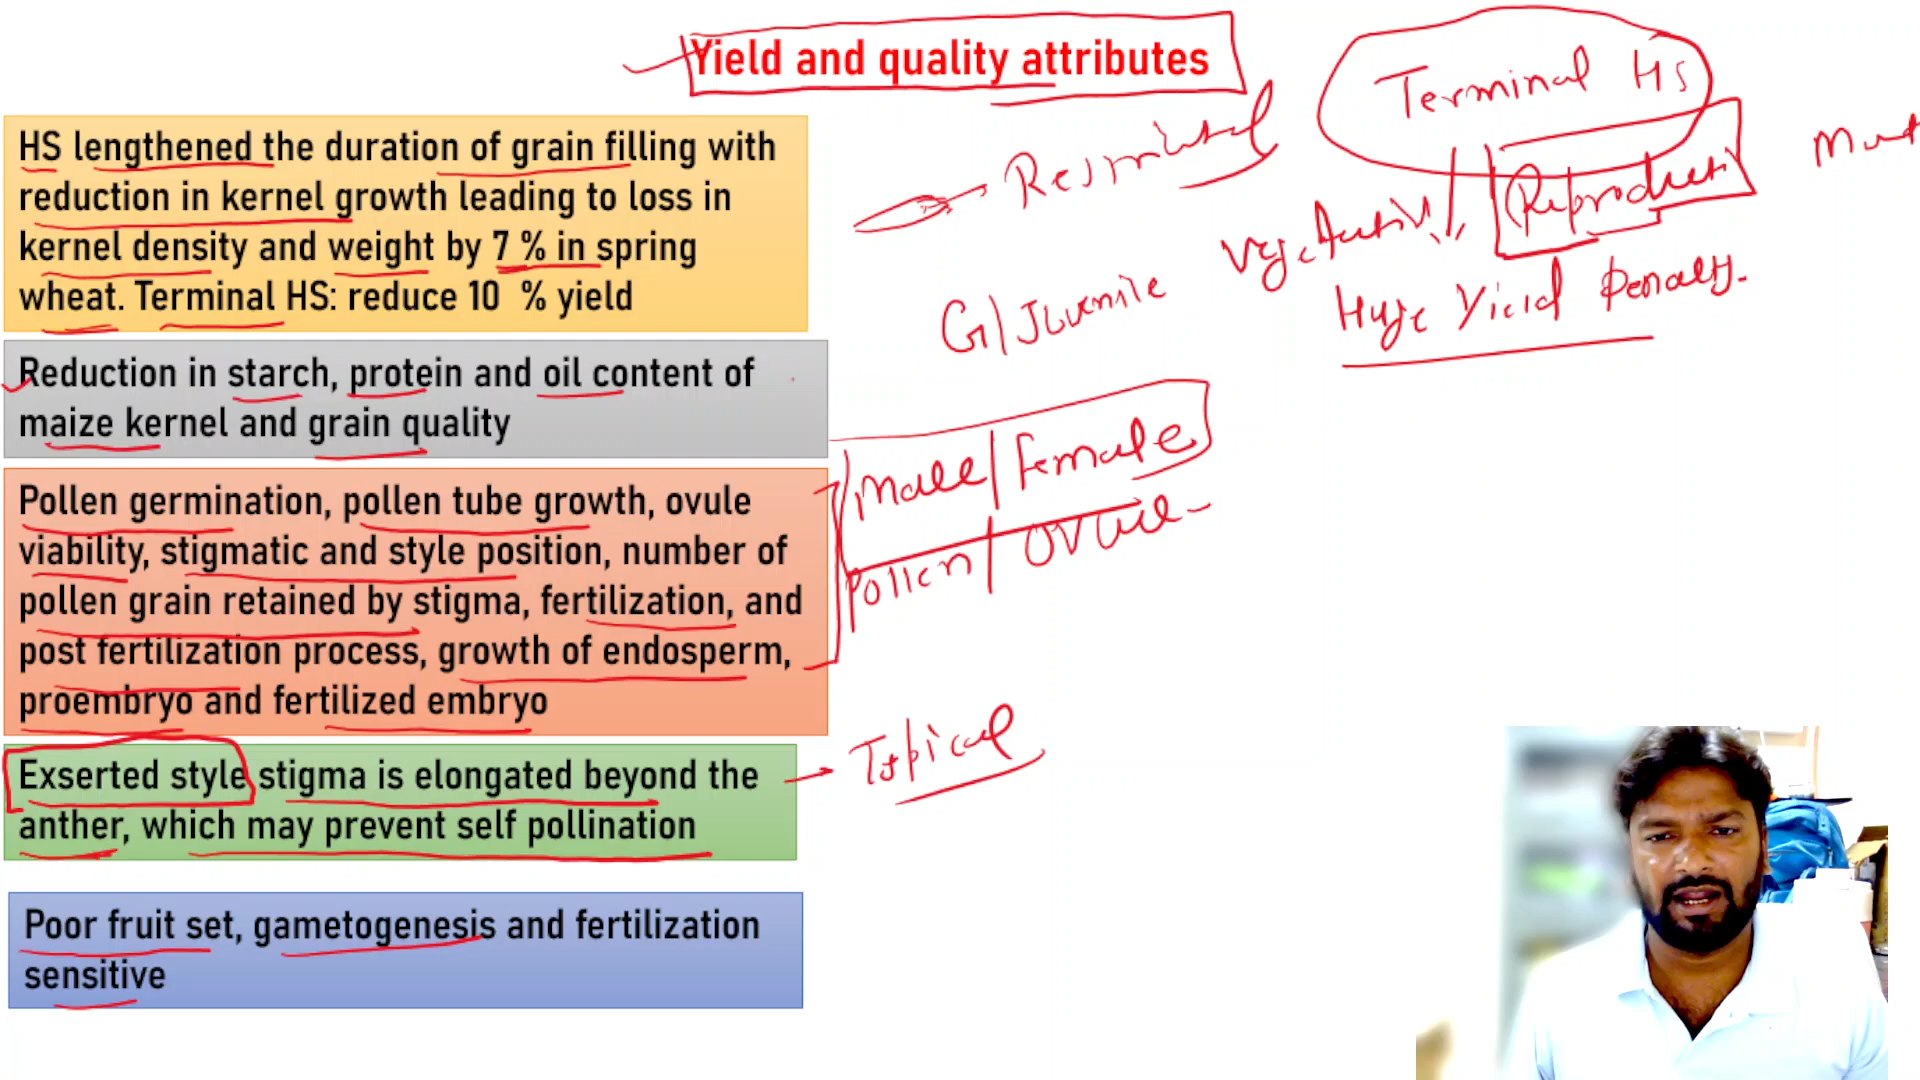 Yield and quality attributes
HS lengthened the duration of grain filling with
reduction in kernel growth leading to loss in
kernel density and weight by 7 % in spring
wheat. Terminal HS: reduce 10 % yield
Reduction in starch, protein and oil content of
maize kernel and grain quality
Pollen germination, pollen tube growth, ovule
viability, stigmatic and style position, number of
pollen grain retained by stigma, fertilization, and
post fertilization process, growth of endosperm,
proembryo and fertilized embryo
Exserted style stigma is elongated beyond the
anther, which may prevent self pollination
Poor fruit set, gametogenesis and fertilization
sensitive
Terminal HS
G/Juvenile
Huge Yield Penalty.
Male/Female
Pollen/Ovule